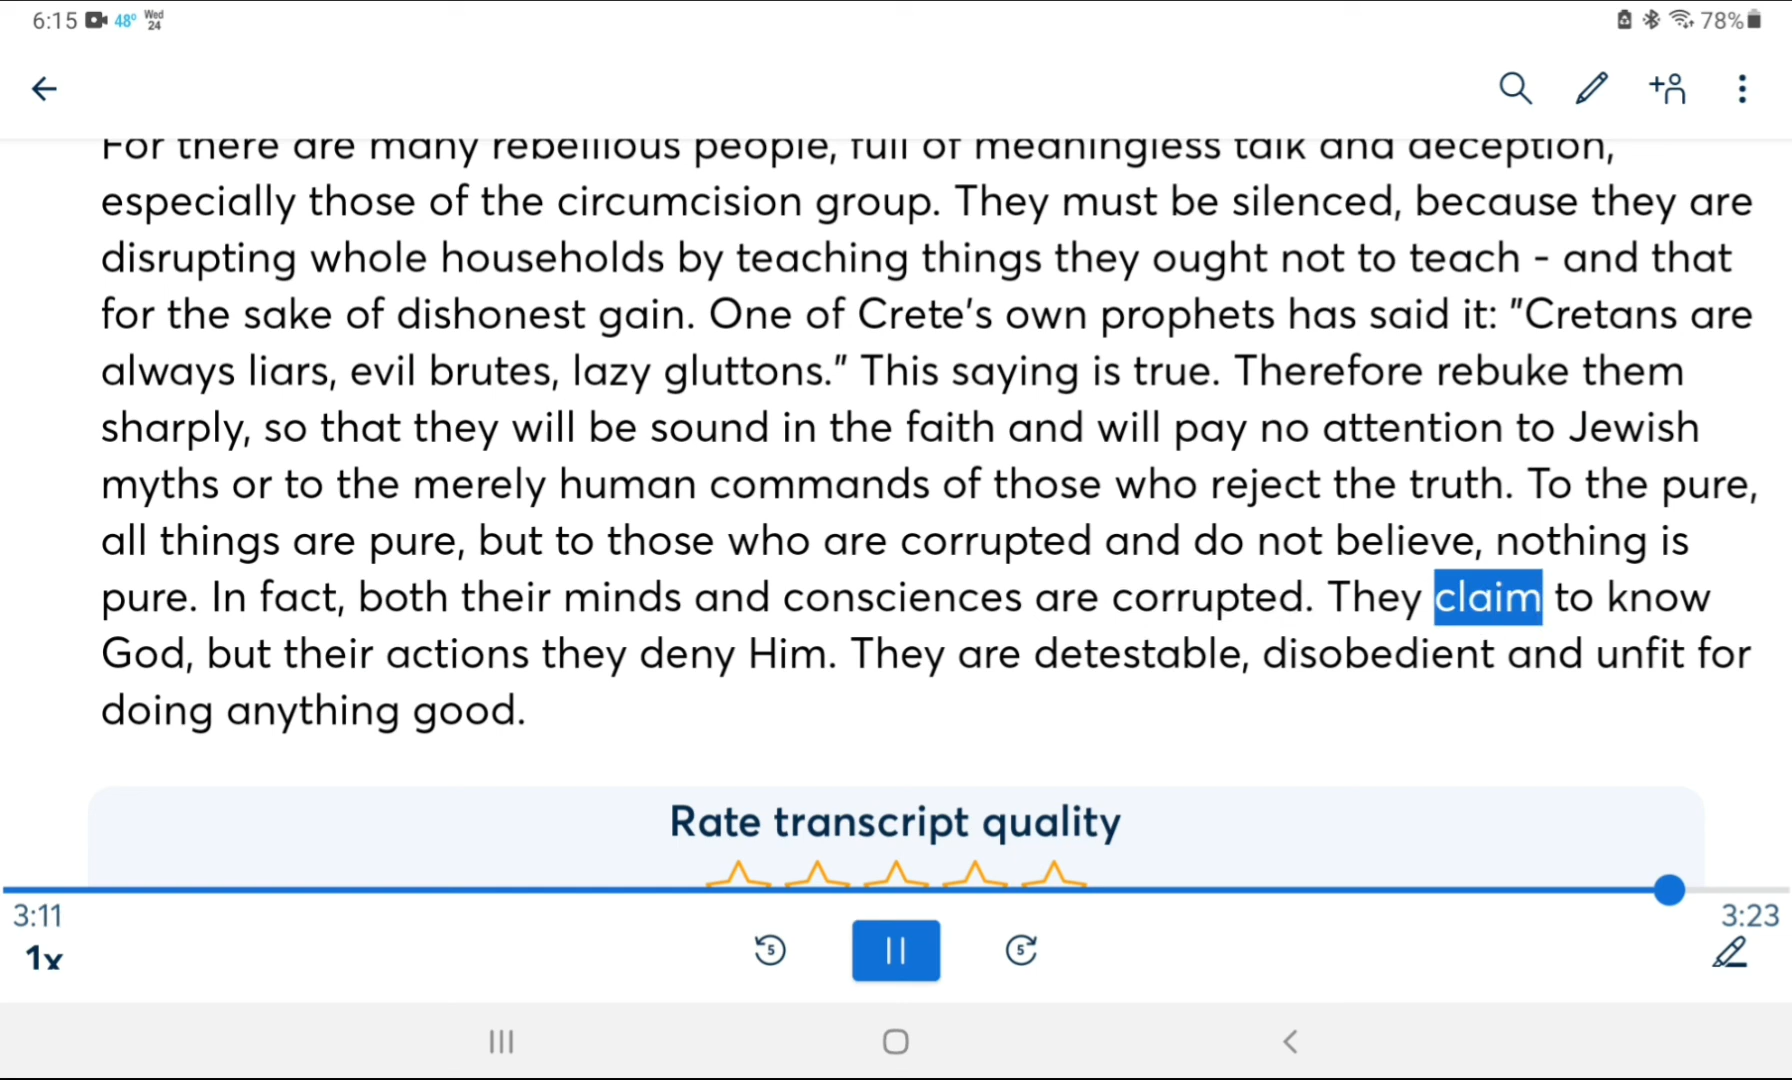 6:15 48° Wed 24 78%
For there are many rebellious people, full of meaningless talk and deception,
especially those of the circumcision group. They must be silenced, because they are
disrupting whole households by teaching things they ought not to teach - and that
for the sake of dishonest gain. One of Crete's own prophets has said it: "Cretans are
always liars, evil brutes, lazy gluttons." This saying is true. Therefore rebuke them
sharply, so that they will be sound in the faith and will pay no attention to Jewish
myths or to the merely human commands of those who reject the truth. To the pure,
all things are pure, but to those who are corrupted and do not believe, nothing is
pure. In fact, both their minds and consciences are corrupted. They claim to know
God, but their actions they deny Him. They are detestable, disobedient and unfit for
doing anything good.
Rate transcript quality
3:11 3:23
1x 5 5